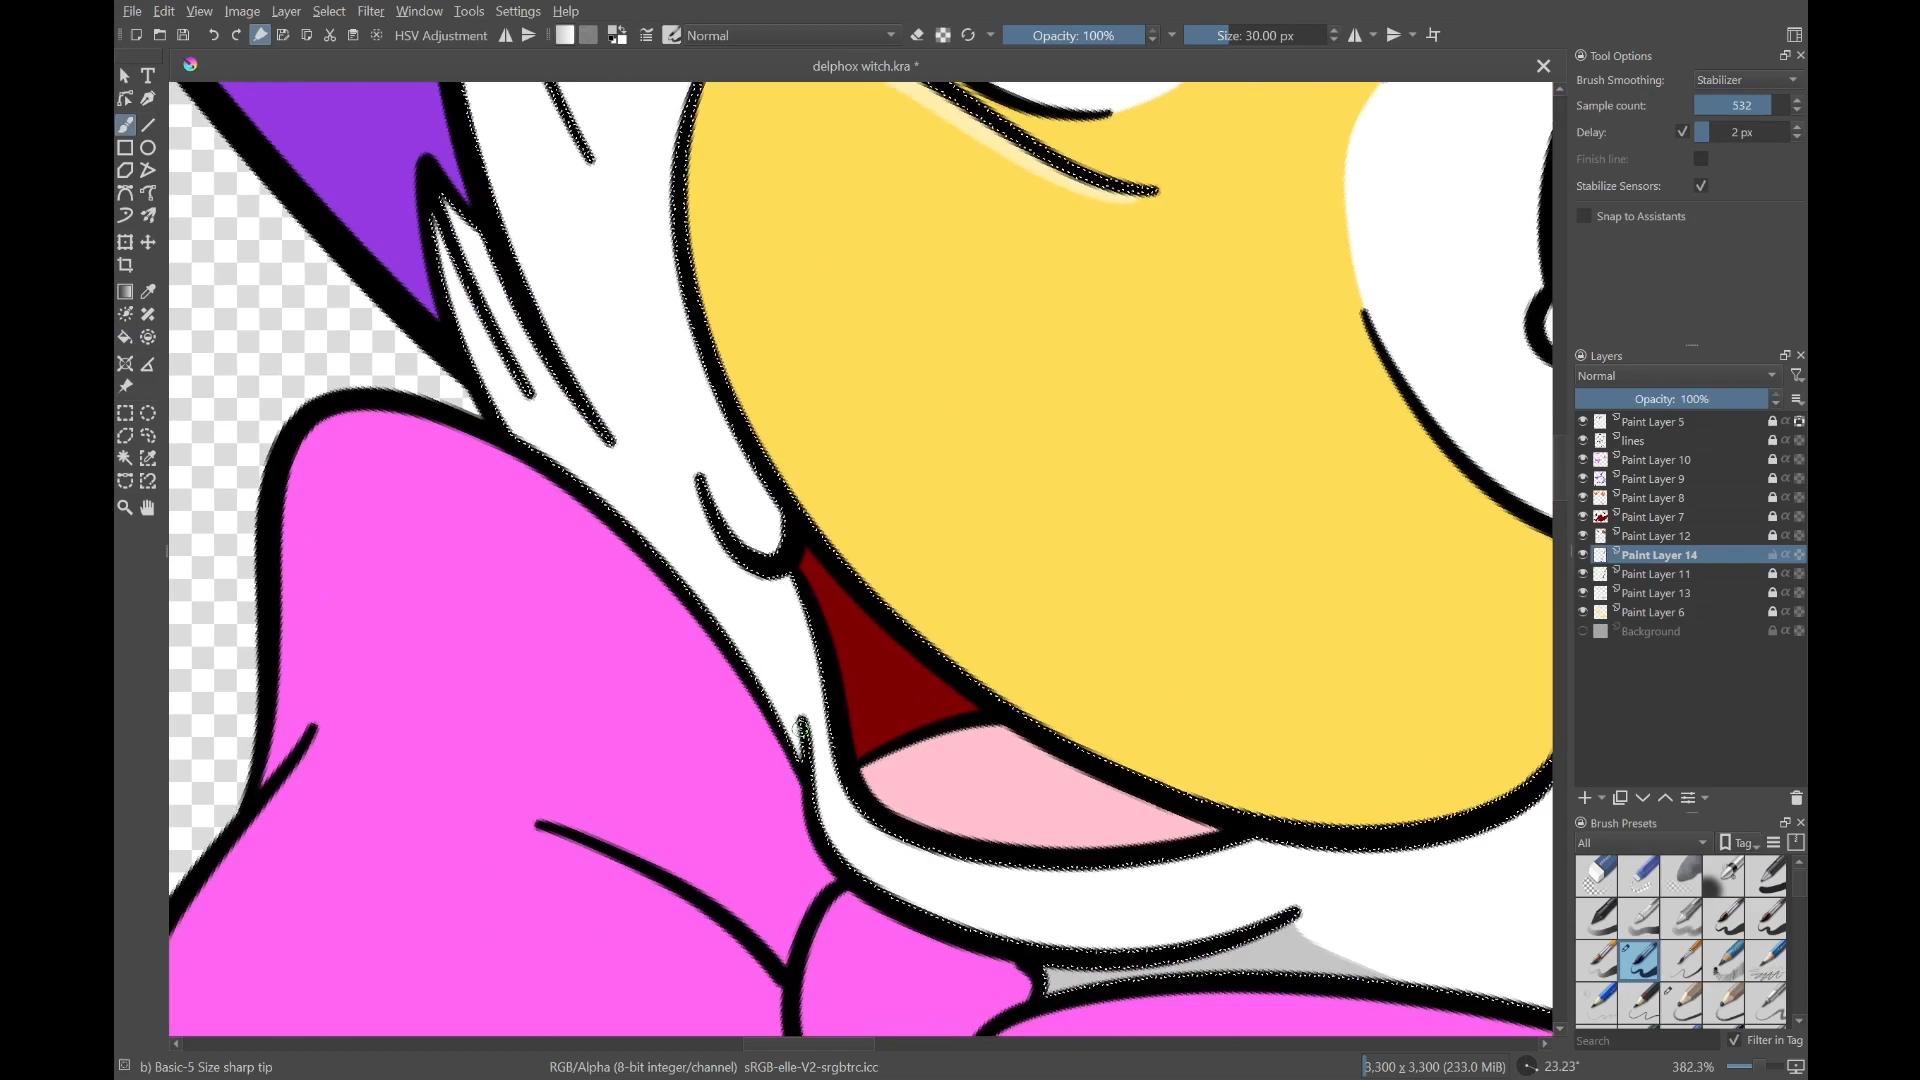 File Edit View Image Layer Select Filter Window Tools Settings Help
HSV Adjustment Normal Opacity: 100% Size: 30.00 px
delphox witch.kra *
Tool Options
Brush Smoothing: Stabilizer
Sample count: 532
Delay: 2 px
Finish line:
Stabilize Sensors:
Snap to Assistants
Layers
Normal
Opacity: 100%
Paint Layer 5
lines
Paint Layer 10
Paint Layer 9
Paint Layer 8
Paint Layer 7
Paint Layer 12
Paint Layer 14
Paint Layer 11
Paint Layer 13
Paint Layer 6
Background
Brush Presets
All Tag
Search Filter in Tag
b) Basic-5 Size sharp tip RGB/Alpha (8-bit integer/channel) sRGB-elle-V2-srgbtrc.icc 3,300 x 3,300 (233.0 MiB) 23.23° 382.3%